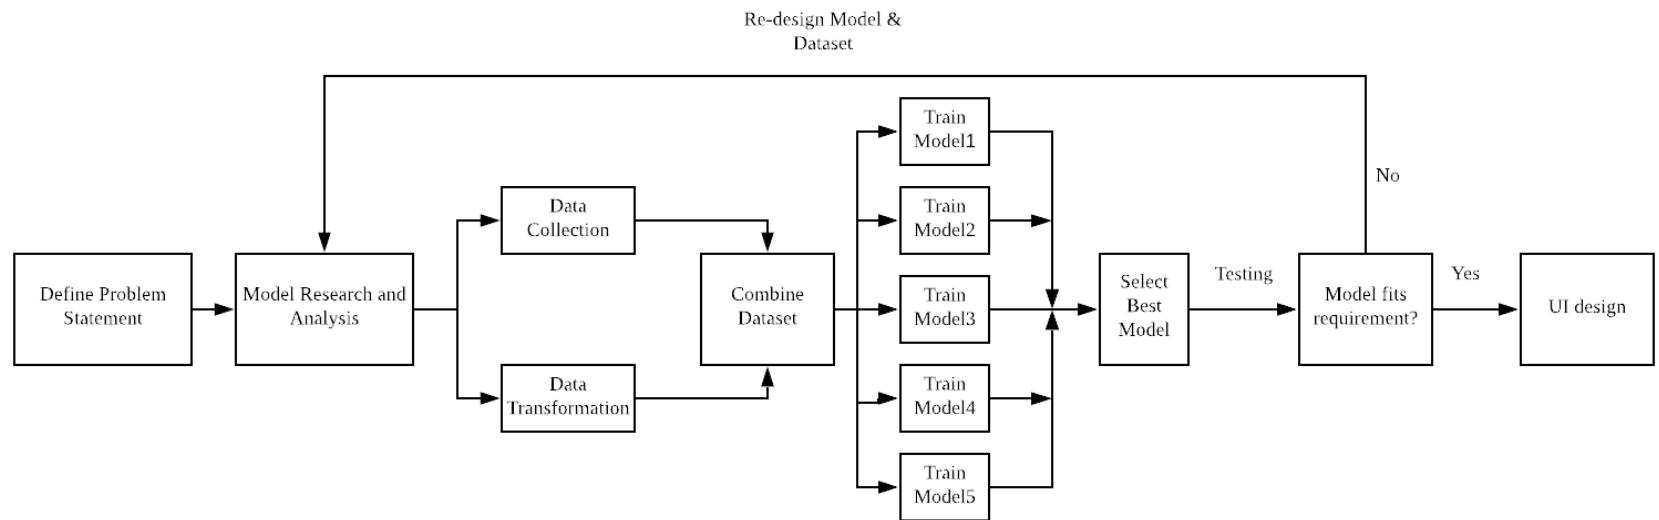 Re-design Model &
Dataset
Define Problem
Statement
Model Research and
Analysis
Data
Collection
Data
Transformation
Combine
Dataset
Train
Model1
Train
Model2
Train
Model3
Train
Model4
Train
Model5
Select
Best
Model
Testing
Model fits
requirement?
No
Yes
UI design